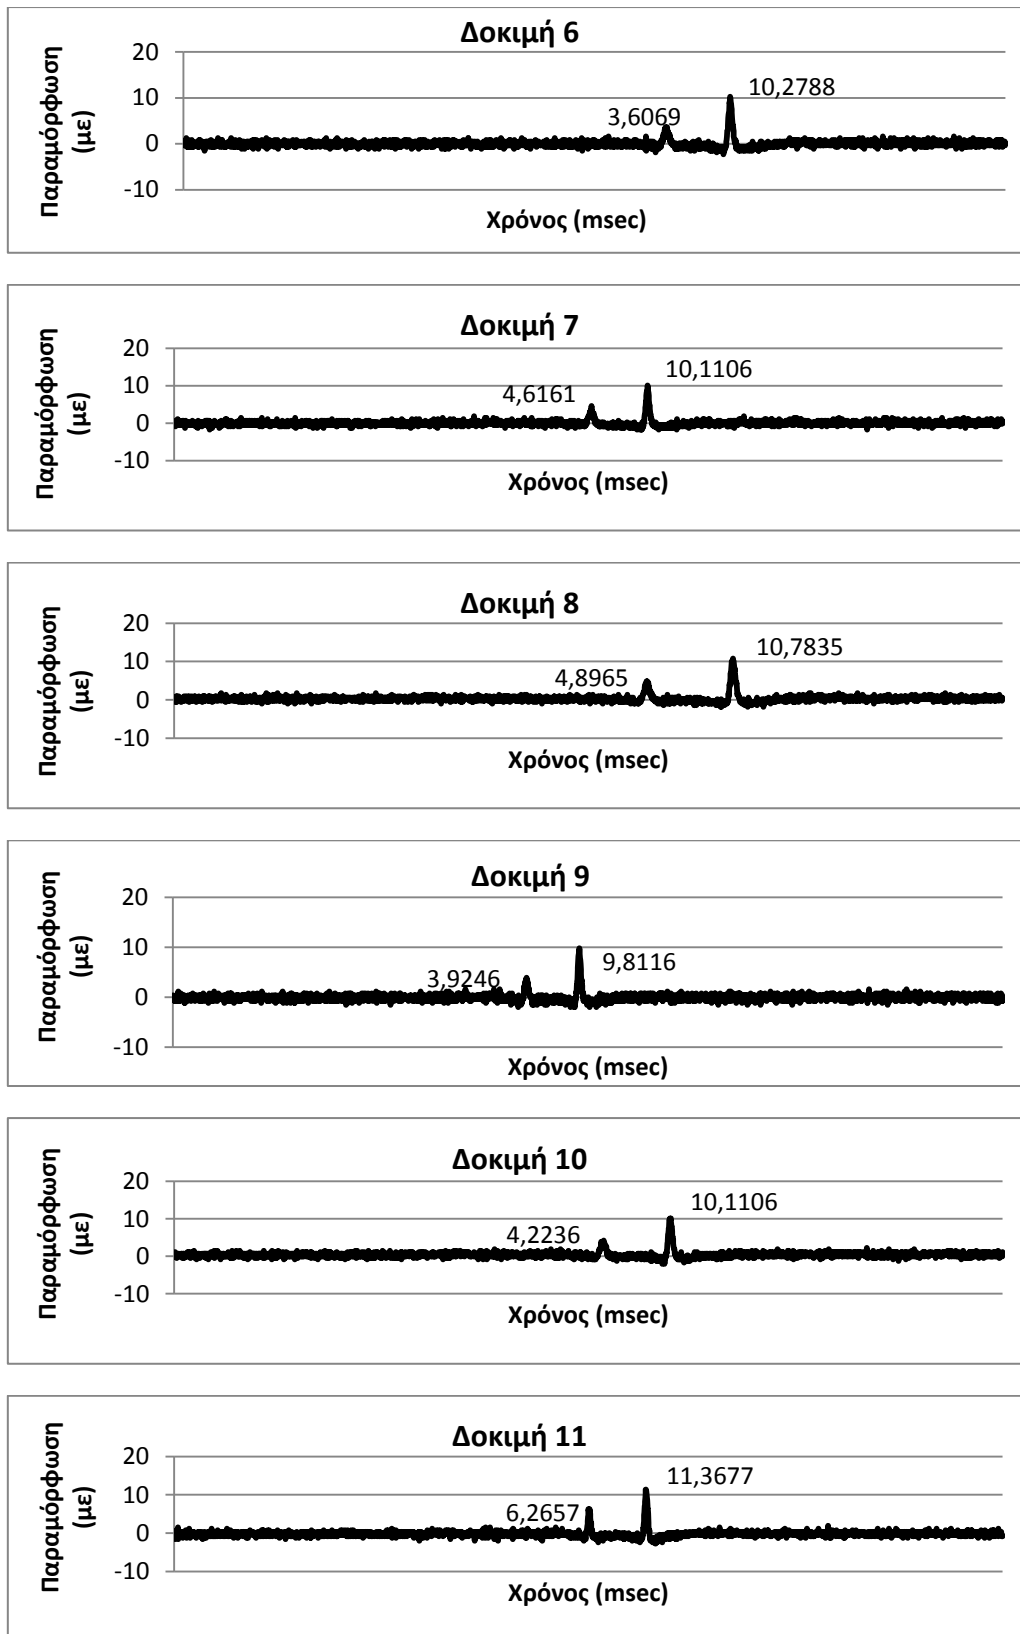 Δοκιμή 6
Παραμόρφωση
(με)
20
10
0
-10
3,6069
10,2788
Χρόνος (msec)
Δοκιμή 7
Παραμόρφωση
(με)
20
10
0
-10
4,6161
10,1106
Χρόνος (msec)
Δοκιμή 8
Παραμόρφωση
(με)
20
10
0
-10
4,8965
10,7835
Χρόνος (msec)
Δοκιμή 9
Παραμόρφωση
(με)
20
10
0
-10
3,9246
9,8116
Χρόνος (msec)
Δοκιμή 10
Παραμόρφωση
(με)
20
10
0
-10
4,2236
10,1106
Χρόνος (msec)
Δοκιμή 11
Παραμόρφωση
(με)
20
10
0
-10
6,2657
11,3677
Χρόνος (msec)